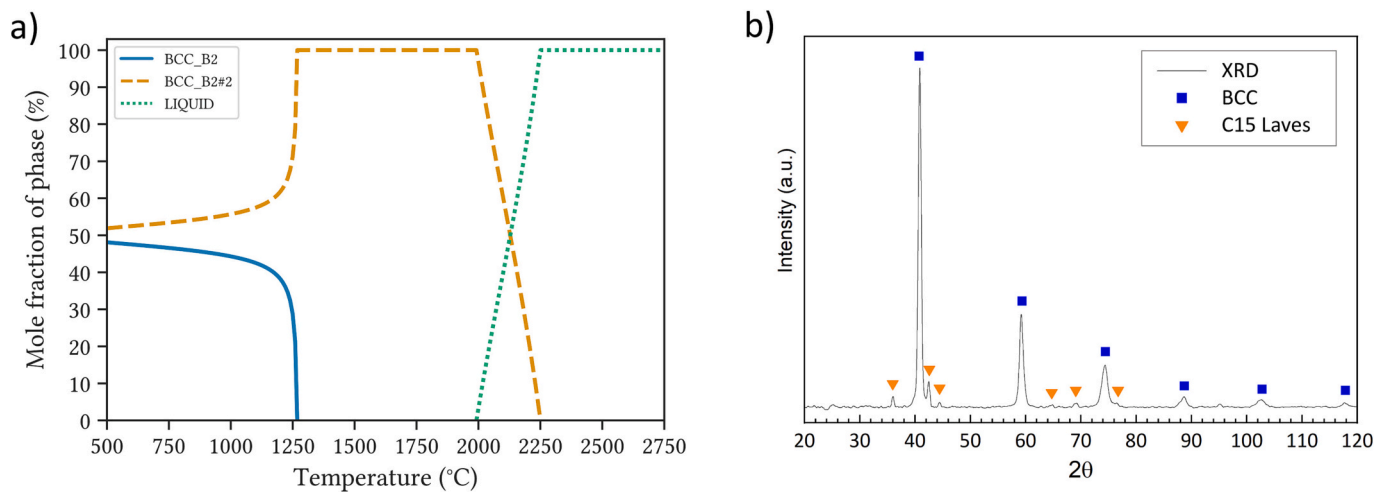 a)
BCC_B2
BCC_B2#2
LIQUID
Mole fraction of phase (%)
100
90
80
70
60
50
40
30
20
10
0
500 750 1000 1250 1500 1750 2000 2250 2500 2750
Temperature (°C)
b)
XRD
BCC
C15 Laves
Intensity (a.u.)
20 30 40 50 60 70 80 90 100 110 120
2θ